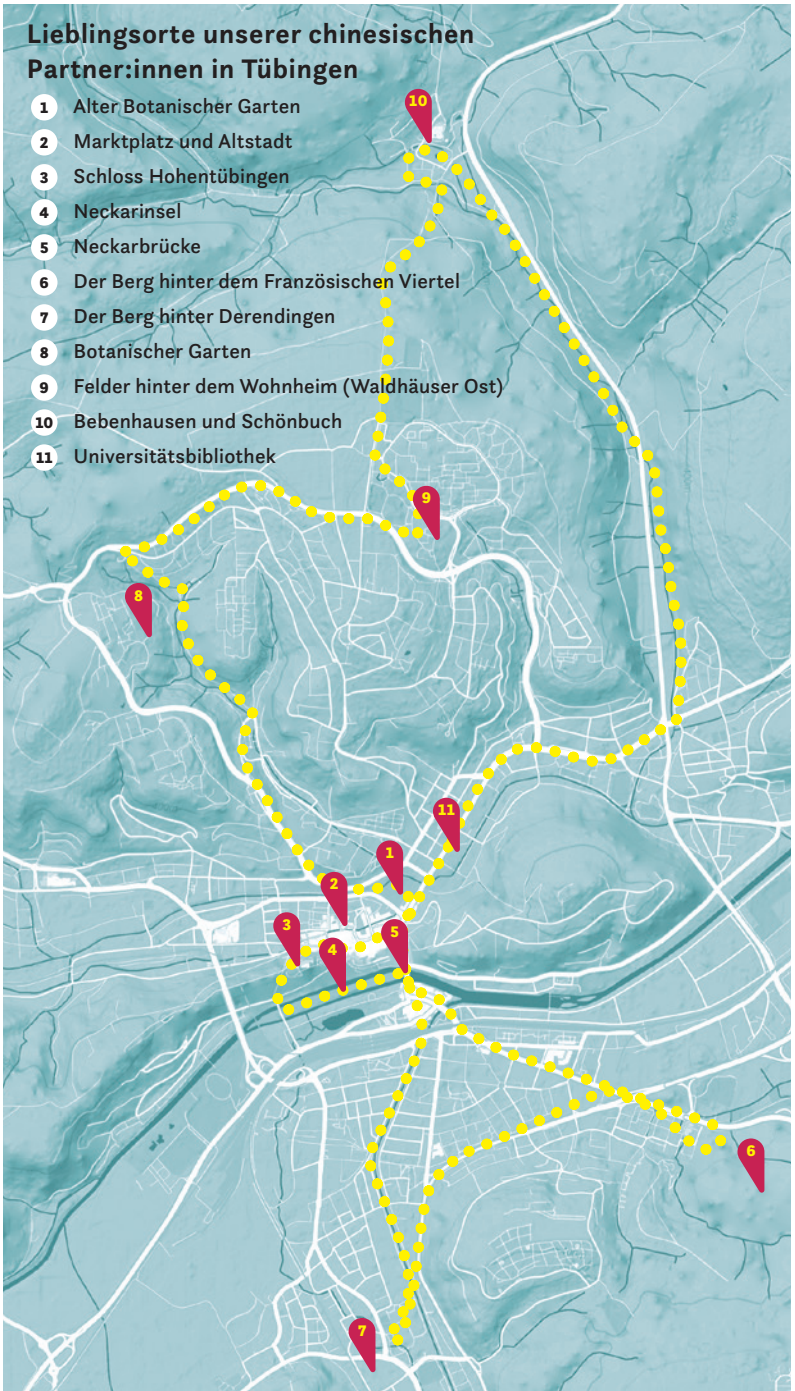 Lieblingsorte unserer chinesischen
Partner:innen in Tübingen
1 Alter Botanischer Garten
2 Marktplatz und Altstadt
3 Schloss Hohentübingen
4 Neckarinsel
5 Neckarbrücke
6 Der Berg hinter dem Französischen Viertel
7 Der Berg hinter Derendingen
8 Botanischer Garten
9 Felder hinter dem Wohnheim (Waldhäuser Ost)
10 Bebenhausen und Schönbuch
11 Universitätsbibliothek
10
9
8
11
1
2
3
5
4
6
7